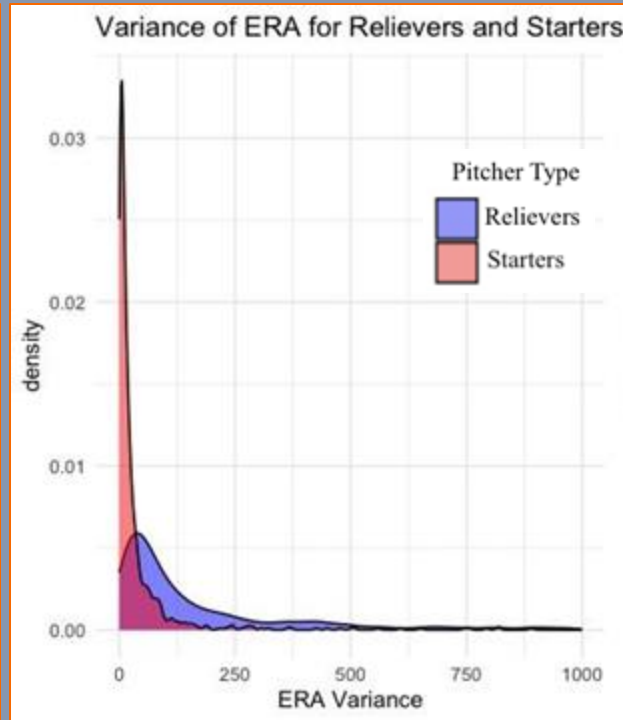 Variance of ERA for Relievers and Starters
0.03
Pitcher Type
Relievers
Starters
0.02
density
0.01
0.00
0 250 500 750 1000
ERA Variance